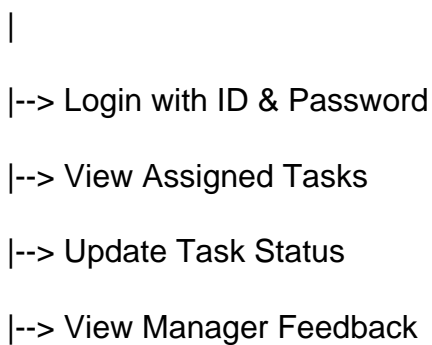 |
|--> Login with ID & Password
|--> View Assigned Tasks
|--> Update Task Status
|--> View Manager Feedback